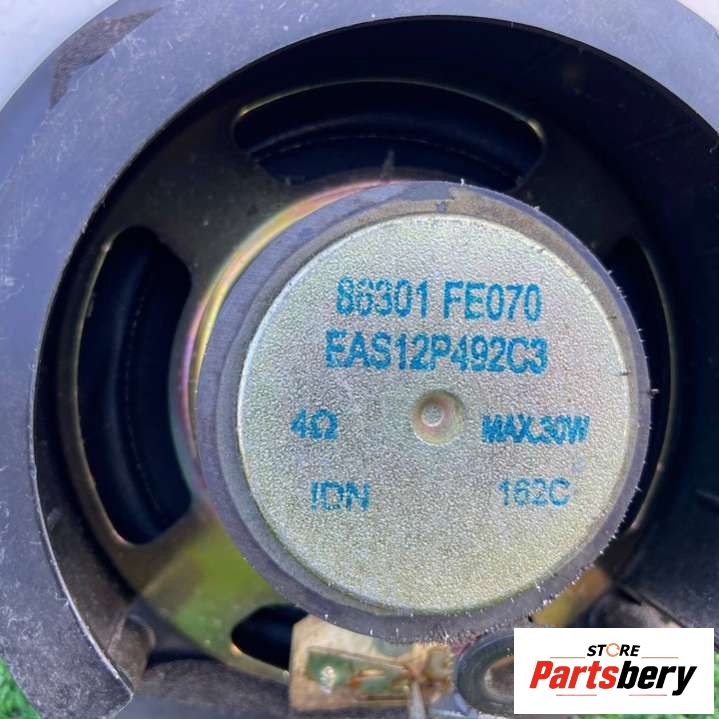 86301 FE070
EAS12P492C3
4Ω MAX.30W
IDN 162C
STORE
Partsbery